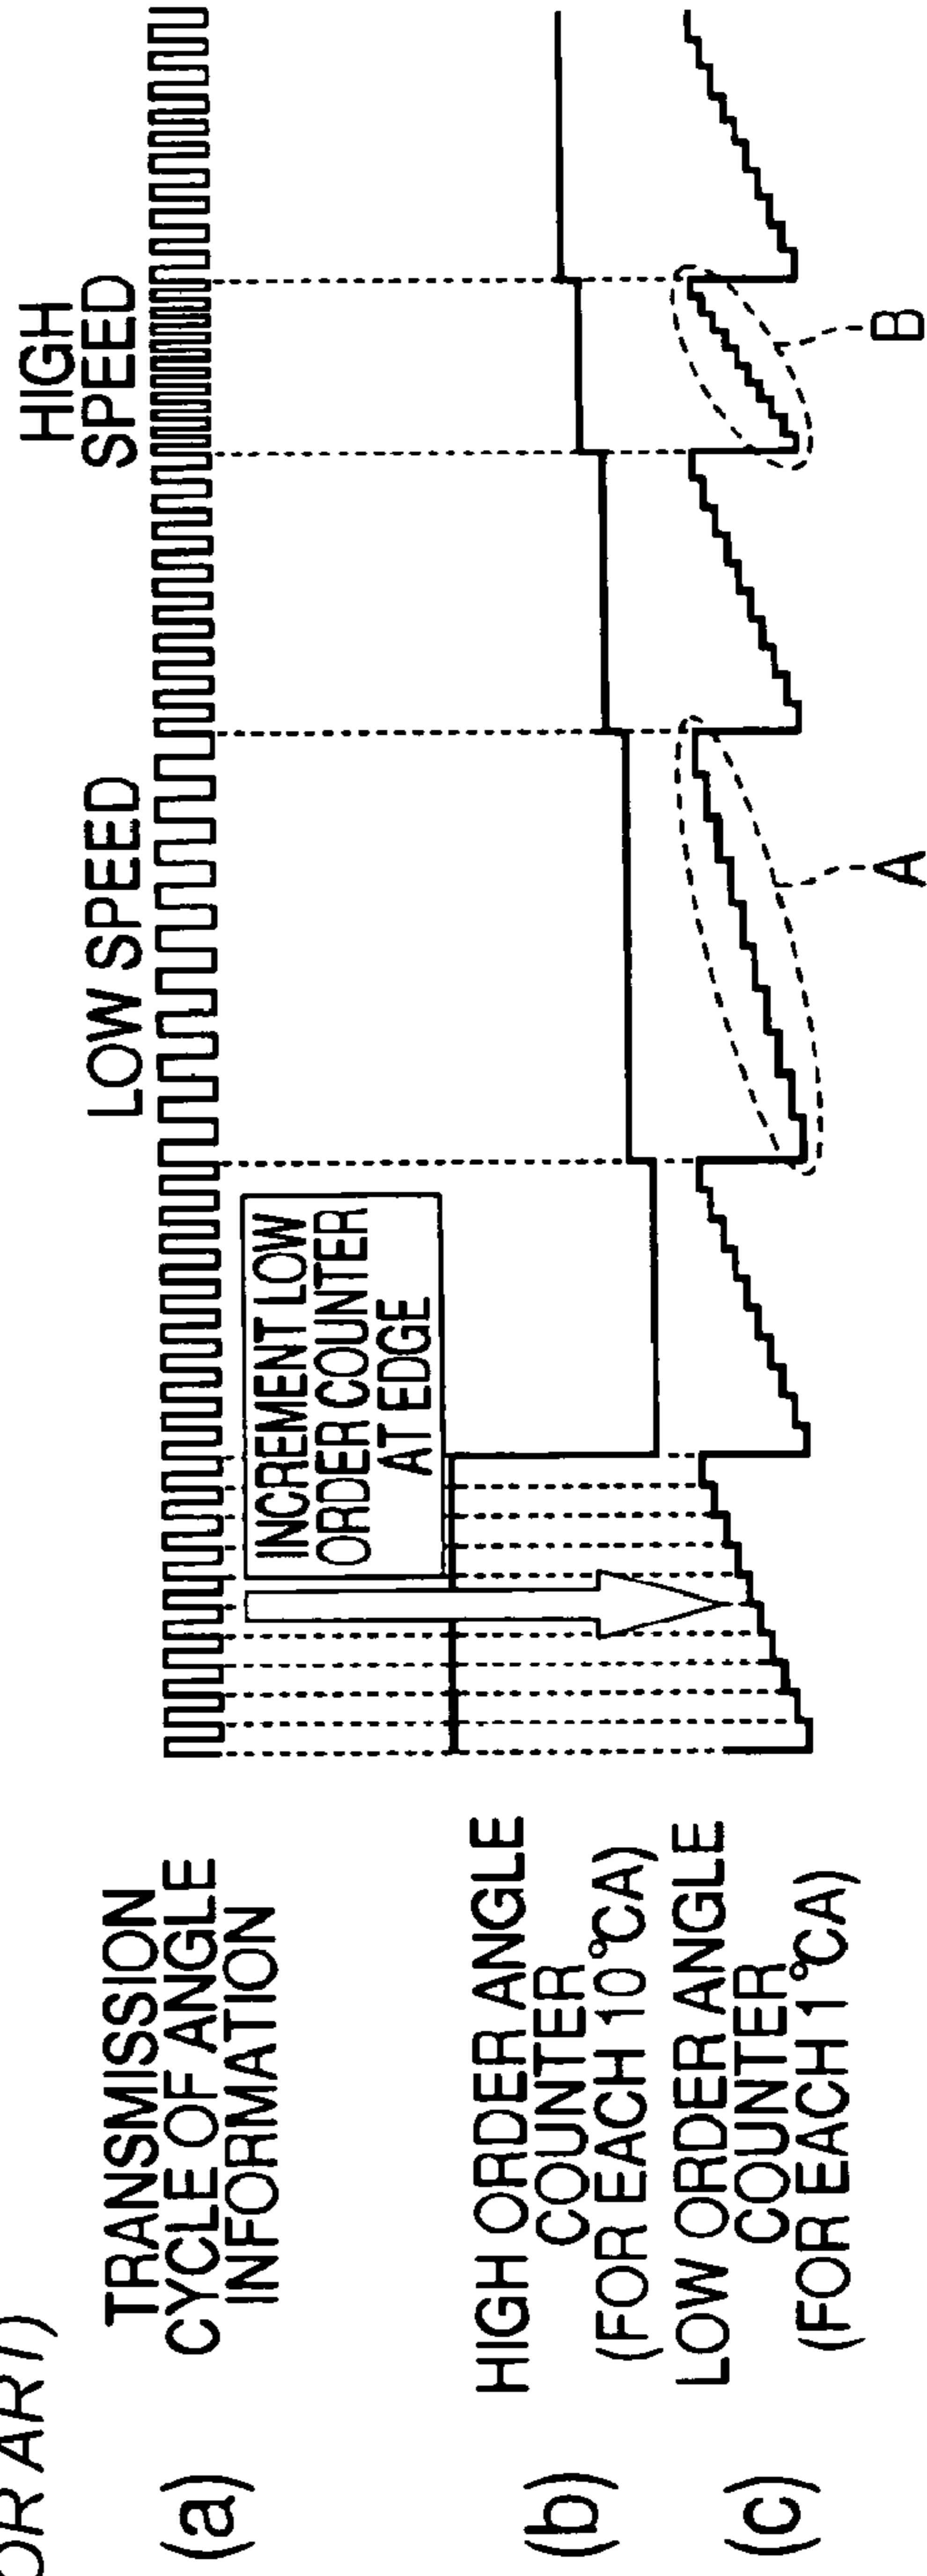 ART)
(a)
TRANSMISSION
CYCLE OF ANGLE
INFORMATION
LOW SPEED
HIGH
SPEED
INCREMENT LOW
ORDER COUNTER
AT EDGE
(b)
HIGH ORDER ANGLE
COUNTER
(FOR EACH 10°CA)
(c)
LOW ORDER ANGLE
COUNTER
(FOR EACH 1°CA)
A
B